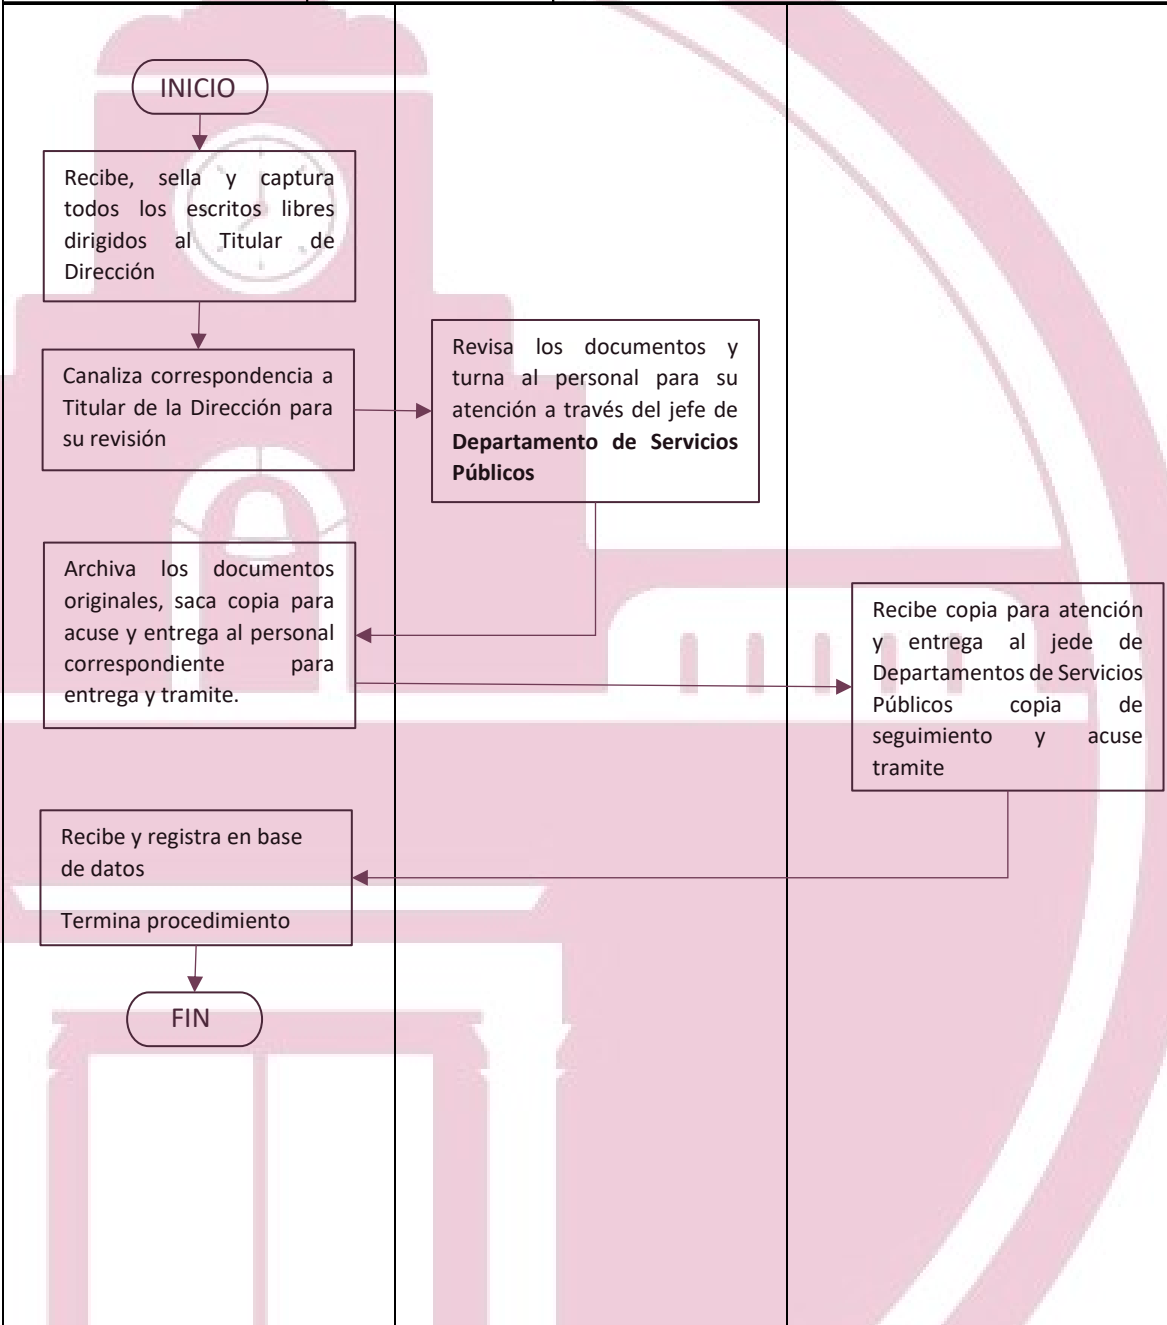 INICIO
Recibe, sella y captura
todos los escritos libres
dirigidos al Titular de
Dirección
Canaliza correspondencia a
Titular de la Dirección para
su revisión
Revisa los documentos y
turna al personal para su
atención a través del jefe de
Departamento de Servicios
Públicos
Archiva los documentos
originales, saca copia para
acuse y entrega al personal
correspondiente para
entrega y tramite.
Recibe copia para atención
y entrega al jede de
Departamentos de Servicios
Públicos copia de
seguimiento y acuse
tramite
Recibe y registra en base
de datos
Termina procedimiento
FIN